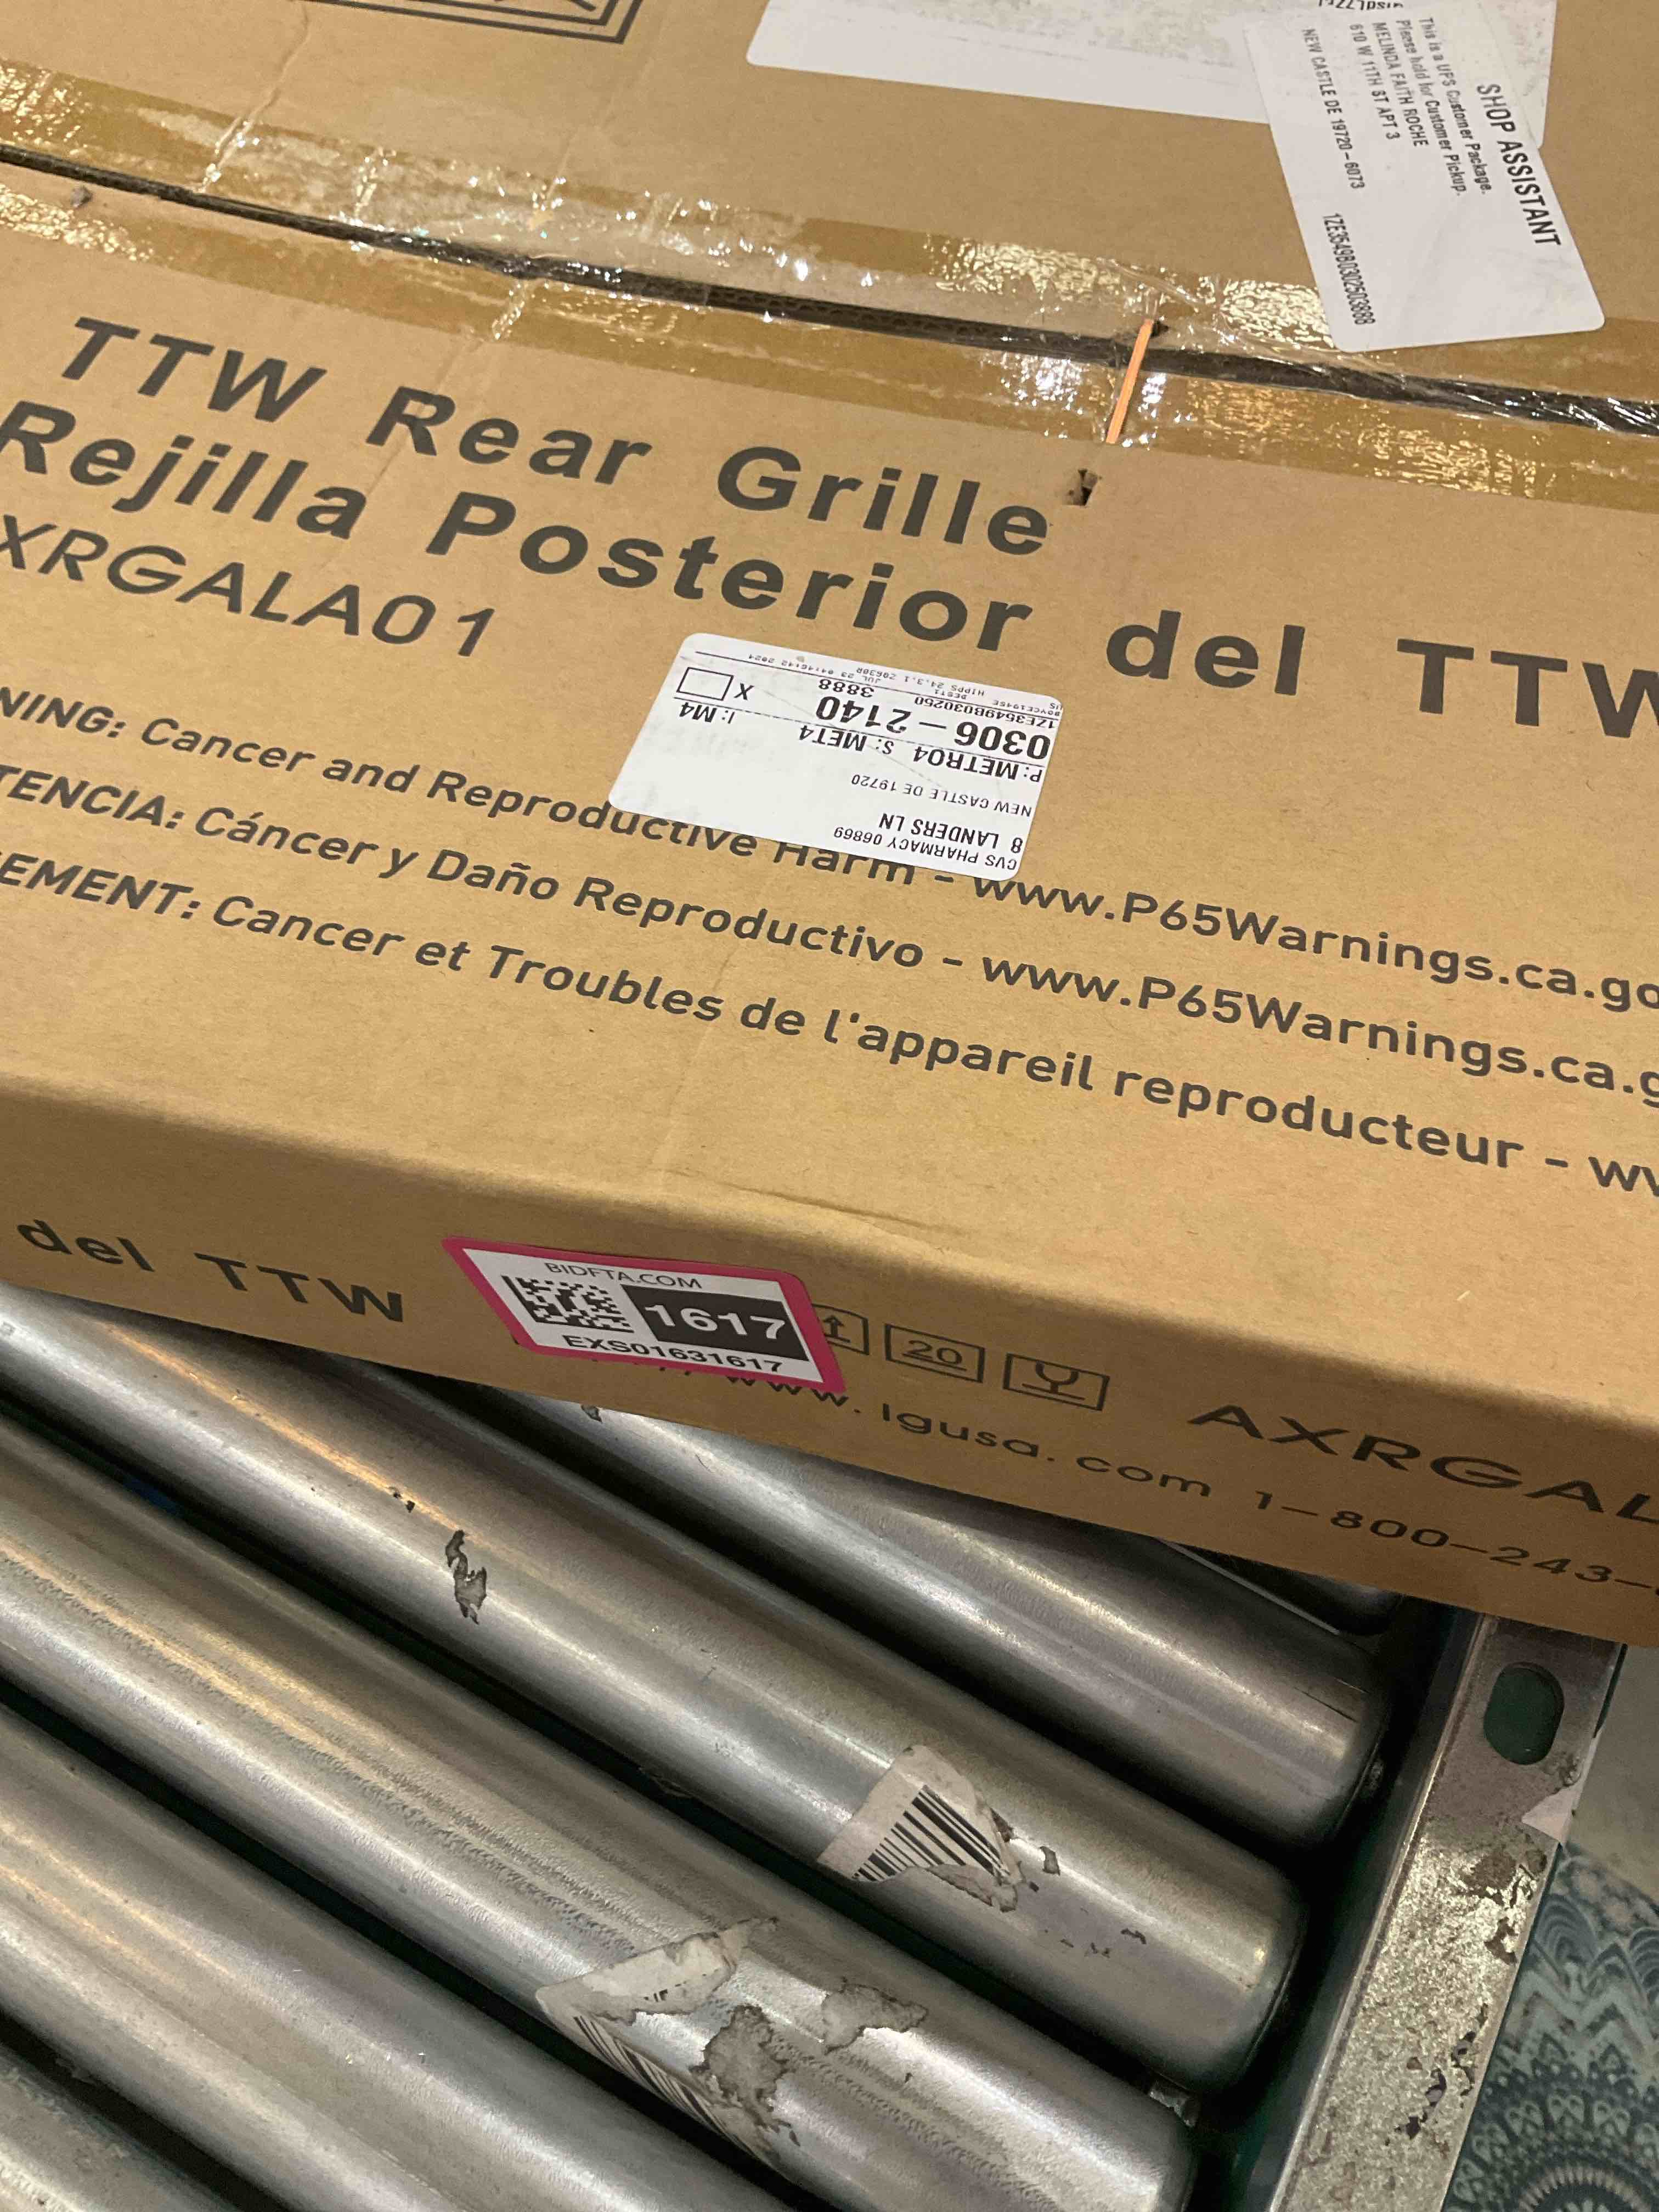 SHOP ASSISTANT
This is a UPS Customer Package.
Please hold for Customer Pickup.
MELINDA FAITH ROCHE
610 W 11TH ST APT 3
NEW CASTLE DE 19720-6073
1ZE3549B0302503888
TTW Rear Grille
Rejilla Posterior del TTW
XRGALA01
CVS PHARMACY 06869
8 LANDERS LN
NEW CASTLE DE 19720
P: METRO4 S: MET4 I: M4
0306 - 2140 X
1ZE3549B030250 3888
NING: Cancer and Reproductive Harm - www.P65Warnings.ca.go
TENCIA: Cáncer y Daño Reproductivo - www.P65Warnings.ca.g
EMENT: Cancer et Troubles de l'appareil reproducteur - ww
del TTW
BIDFTA.COM
1617
EXS01631617
20
AXRGAL
www.lgusa.com 1-800-243-